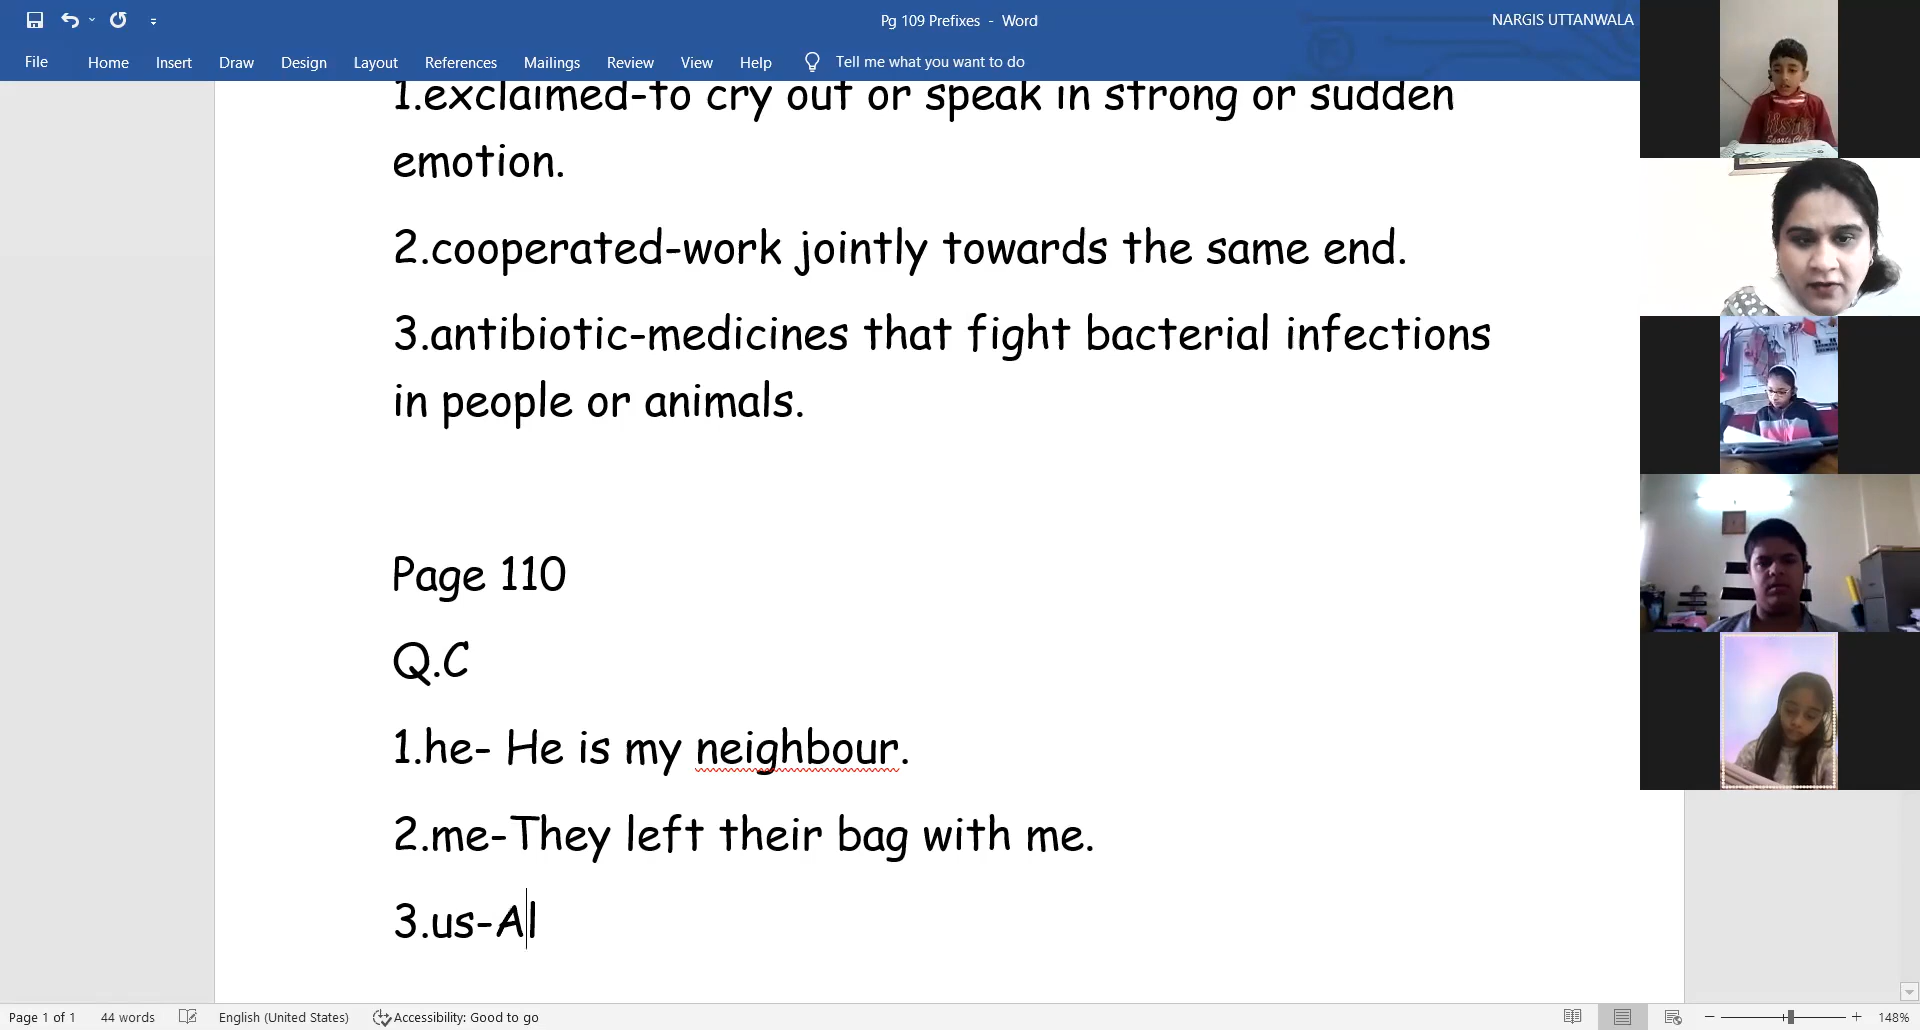 Pg 109 Prefixes - Word
NARGIS UTTANWALA
File Home Insert Draw Design Layout References Mailings Review View Help Tell me what you want to do
1.exclaimed-to cry out or speak in strong or sudden
emotion.
2.cooperated-work jointly towards the same end.
3.antibiotic-medicines that fight bacterial infections
in people or animals.
Page 110
Q.C
1.he- He is my neighbour.
2.me-They left their bag with me.
3.us-Al
Page 1 of 1 44 words English (United States) Accessibility: Good to go 148%